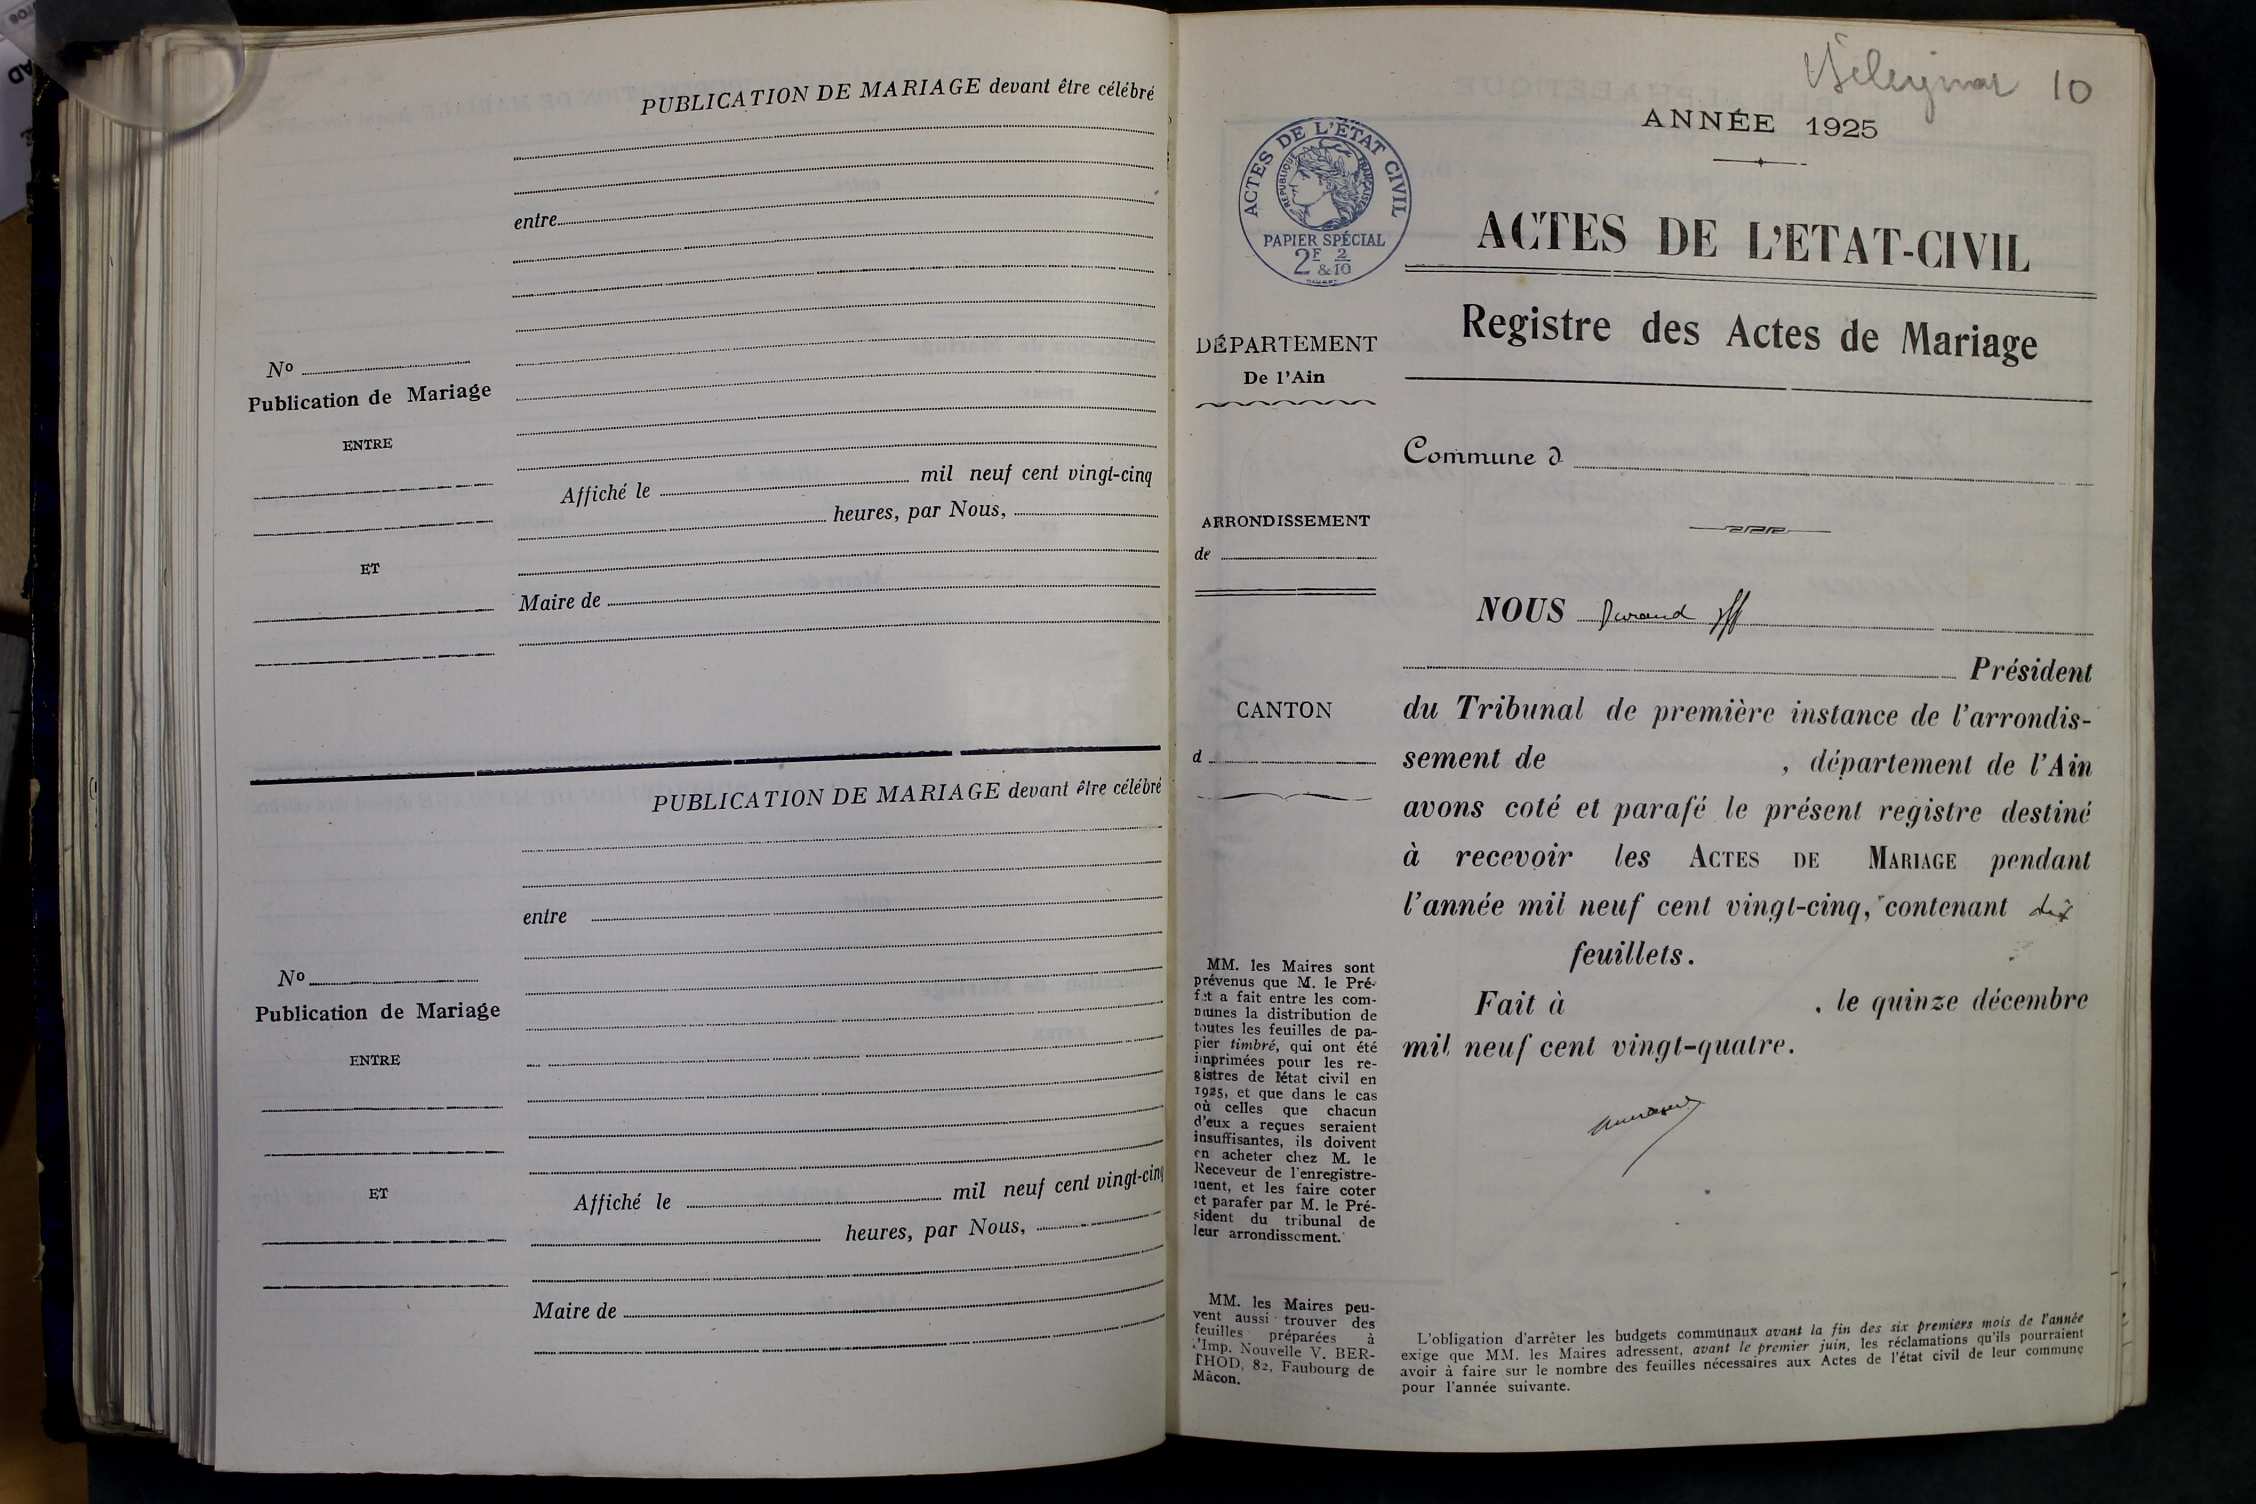 PUBLICATION DE MARIAGE devant être célébré
entre
No
Publication de Mariage
ENTRE
ET
Affiché le mil neuf cent vingt-cinq
heures, par Nous,
Maire de
PUBLICATION DE MARIAGE devant être célébré
entre
No
Publication de Mariage
ENTRE
ET
Affiché le mil neuf cent vingt-cinq
heures, par Nous,
Maire de
10
ANNÉE 1925
ACTES DE L'ÉTAT CIVIL
RÉPUBLIQUE FRANÇAISE
PAPIER SPÉCIAL
2F & 2/10
ACTES DE L'ETAT-CIVIL
Registre des Actes de Mariage
DÉPARTEMENT
De l'Ain
Commune d
ARRONDISSEMENT
de
CANTON
d
NOUS Durand
Président
du Tribunal de première instance de l'arrondis-
sement de , département de l'Ain
avons coté et parafé le présent registre destiné
à recevoir les ACTES DE MARIAGE pendant
l'année mil neuf cent vingt-cinq, contenant dix
feuillets.
Fait à , le quinze décembre
mil neuf cent vingt-quatre.
MM. les Maires sont
prévenus que M. le Pré-
fet a fait entre les com-
munes la distribution de
toutes les feuilles de pa-
pier timbré, qui ont été
imprimées pour les re-
gistres de l'état civil en
1925, et que dans le cas
où celles que chacun
d'eux a reçues seraient
insuffisantes, ils doivent
en acheter chez M. le
Receveur de l'enregistre-
ment, et les faire coter
et parafer par M. le Pré-
sident du tribunal de
leur arrondissement.
MM. les Maires peu-
vent aussi trouver des
feuilles préparées à
l'Imp. Nouvelle V. BER-
THOD, 82, Faubourg de
Mâcon.
L'obligation d'arrêter les budgets communaux avant la fin des six premiers mois de l'année
exige que MM. les Maires adressent, avant le premier juin, les réclamations qu'ils pourraient
avoir à faire sur le nombre des feuilles nécessaires aux Actes de l'état civil de leur commune
pour l'année suivante.